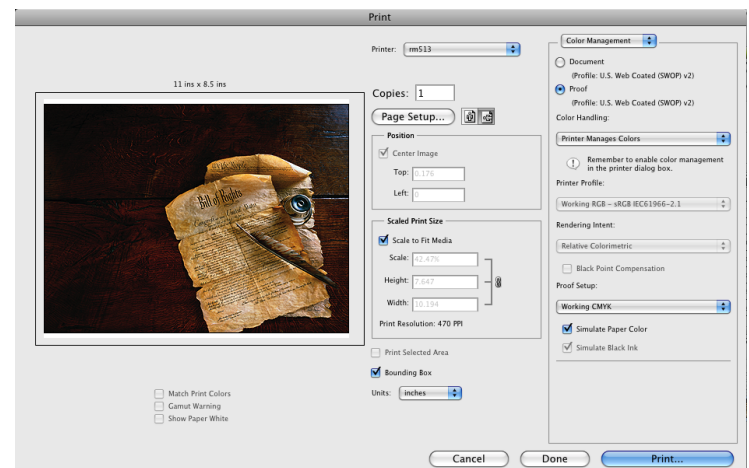 Print
Printer: rm513
11 ins x 8.5 ins
Bill of Rights
Match Print Colors
Gamut Warning
Show Paper White
Copies: 1
Page Setup...
Position
Center Image
Top: 0.176
Left: 0
Scaled Print Size
Scale to Fit Media
Scale: 42.47%
Height: 7.647
Width: 10.194
Print Resolution: 470 PPI
Print Selected Area
Bounding Box
Units: inches
Color Management
Document
(Profile: U.S. Web Coated (SWOP) v2)
Proof
(Profile: U.S. Web Coated (SWOP) v2)
Color Handling:
Printer Manages Colors
Remember to enable color management
in the printer dialog box.
Printer Profile:
Working RGB - sRGB IEC61966-2.1
Rendering Intent:
Relative Colorimetric
Black Point Compensation
Proof Setup:
Working CMYK
Simulate Paper Color
Simulate Black Ink
Cancel
Done
Print...